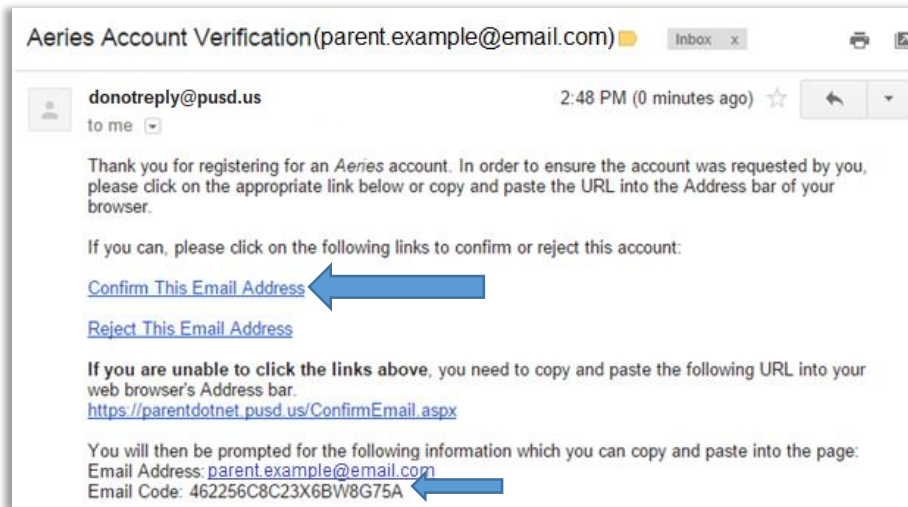 Aeries Account Verification(parent.example@email.com) Inbox x
donotreply@pusd.us 2:48 PM (0 minutes ago)
to me
Thank you for registering for an Aeries account. In order to ensure the account was requested by you,
please click on the appropriate link below or copy and paste the URL into the Address bar of your
browser.
If you can, please click on the following links to confirm or reject this account:
Confirm This Email Address
Reject This Email Address
If you are unable to click the links above, you need to copy and paste the following URL into your
web browser's Address bar.
https://parentdotnet.pusd.us/ConfirmEmail.aspx
You will then be prompted for the following information which you can copy and paste into the page:
Email Address: parent.example@email.com
Email Code: 462256C8C23X6BW8G75A